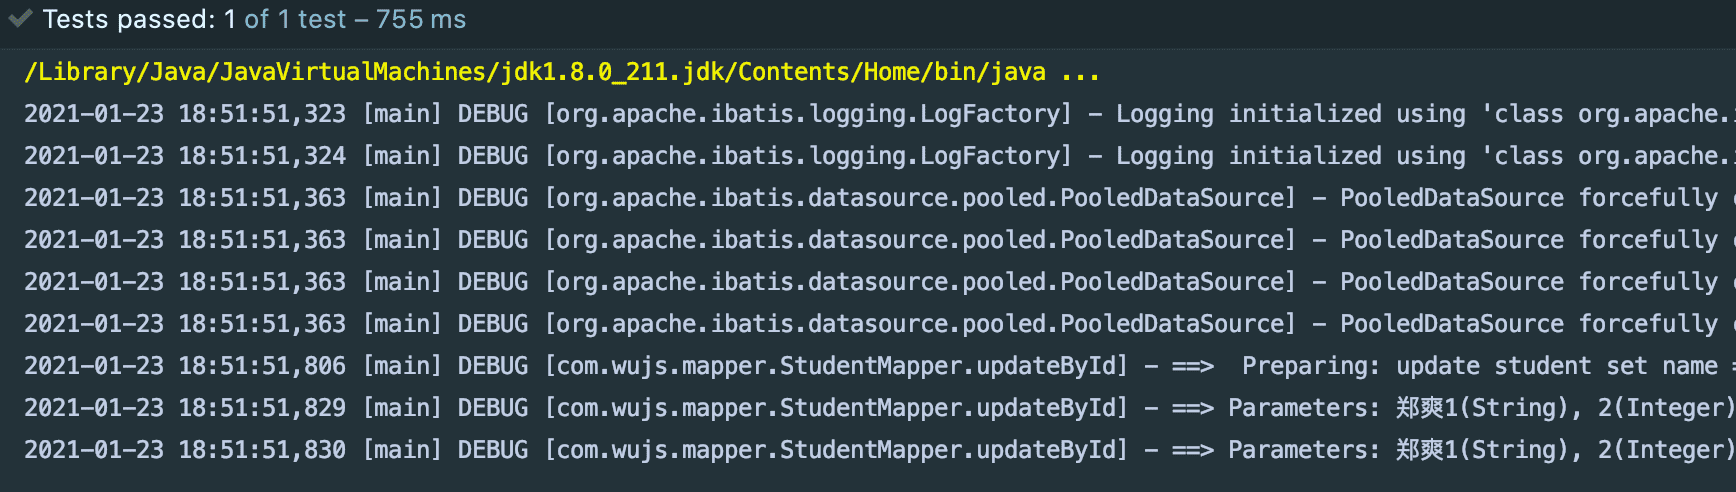 Tests passed: 1 of 1 test – 755 ms
/Library/Java/JavaVirtualMachines/jdk1.8.0_211.jdk/Contents/Home/bin/java ...
2021-01-23 18:51:51,323 [main] DEBUG [org.apache.ibatis.logging.LogFactory] - Logging initialized using 'class org.apache.
2021-01-23 18:51:51,324 [main] DEBUG [org.apache.ibatis.logging.LogFactory] - Logging initialized using 'class org.apache.
2021-01-23 18:51:51,363 [main] DEBUG [org.apache.ibatis.datasource.pooled.PooledDataSource] - PooledDataSource forcefully
2021-01-23 18:51:51,363 [main] DEBUG [org.apache.ibatis.datasource.pooled.PooledDataSource] - PooledDataSource forcefully
2021-01-23 18:51:51,363 [main] DEBUG [org.apache.ibatis.datasource.pooled.PooledDataSource] - PooledDataSource forcefully
2021-01-23 18:51:51,363 [main] DEBUG [org.apache.ibatis.datasource.pooled.PooledDataSource] - PooledDataSource forcefully
2021-01-23 18:51:51,806 [main] DEBUG [com.wujs.mapper.StudentMapper.updateById] - ==>  Preparing: update student set name =
2021-01-23 18:51:51,829 [main] DEBUG [com.wujs.mapper.StudentMapper.updateById] - ==> Parameters: 郑爽1(String), 2(Integer)
2021-01-23 18:51:51,830 [main] DEBUG [com.wujs.mapper.StudentMapper.updateById] - ==> Parameters: 郑爽1(String), 2(Integer)